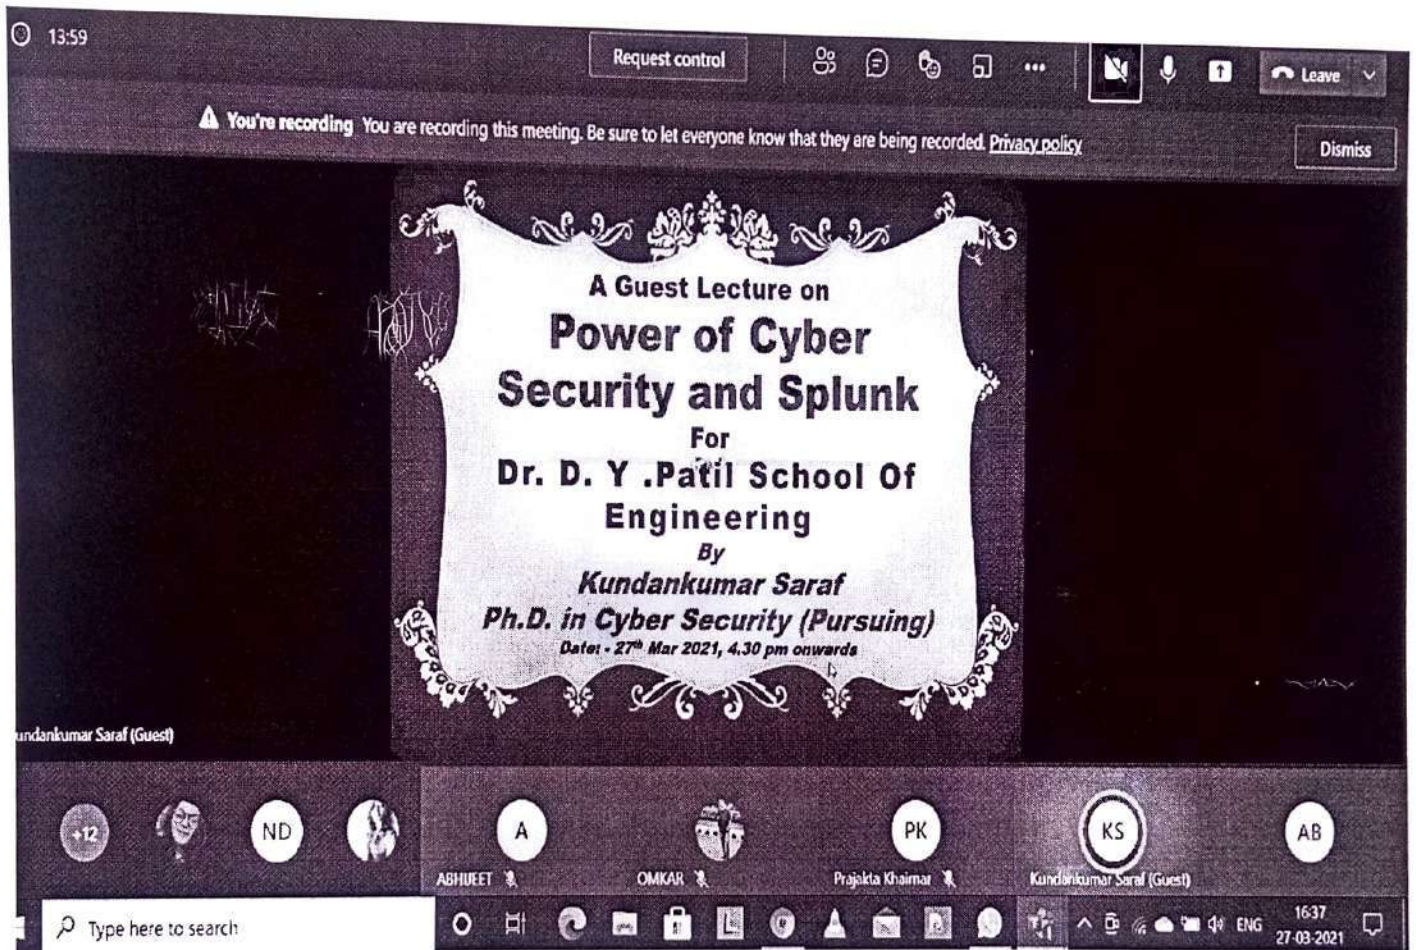 13:59
Request control
Leave
You're recording You are recording this meeting. Be sure to let everyone know that they are being recorded. Privacy policy
Dismiss
A Guest Lecture on
Power of Cyber
Security and Splunk
For
Dr. D. Y .Patil School Of
Engineering
By
Kundankumar Saraf
Ph.D. in Cyber Security (Pursuing)
Date: - 27th Mar 2021, 4.30 pm onwards
undankumar Saraf (Guest)
+12
ND
A
PK
KS
AB
ABHIJEET
OMKAR
Prajakta Khairnar
Kundankumar Saraf (Guest)
Type here to search
ENG
16:37
27-03-2021